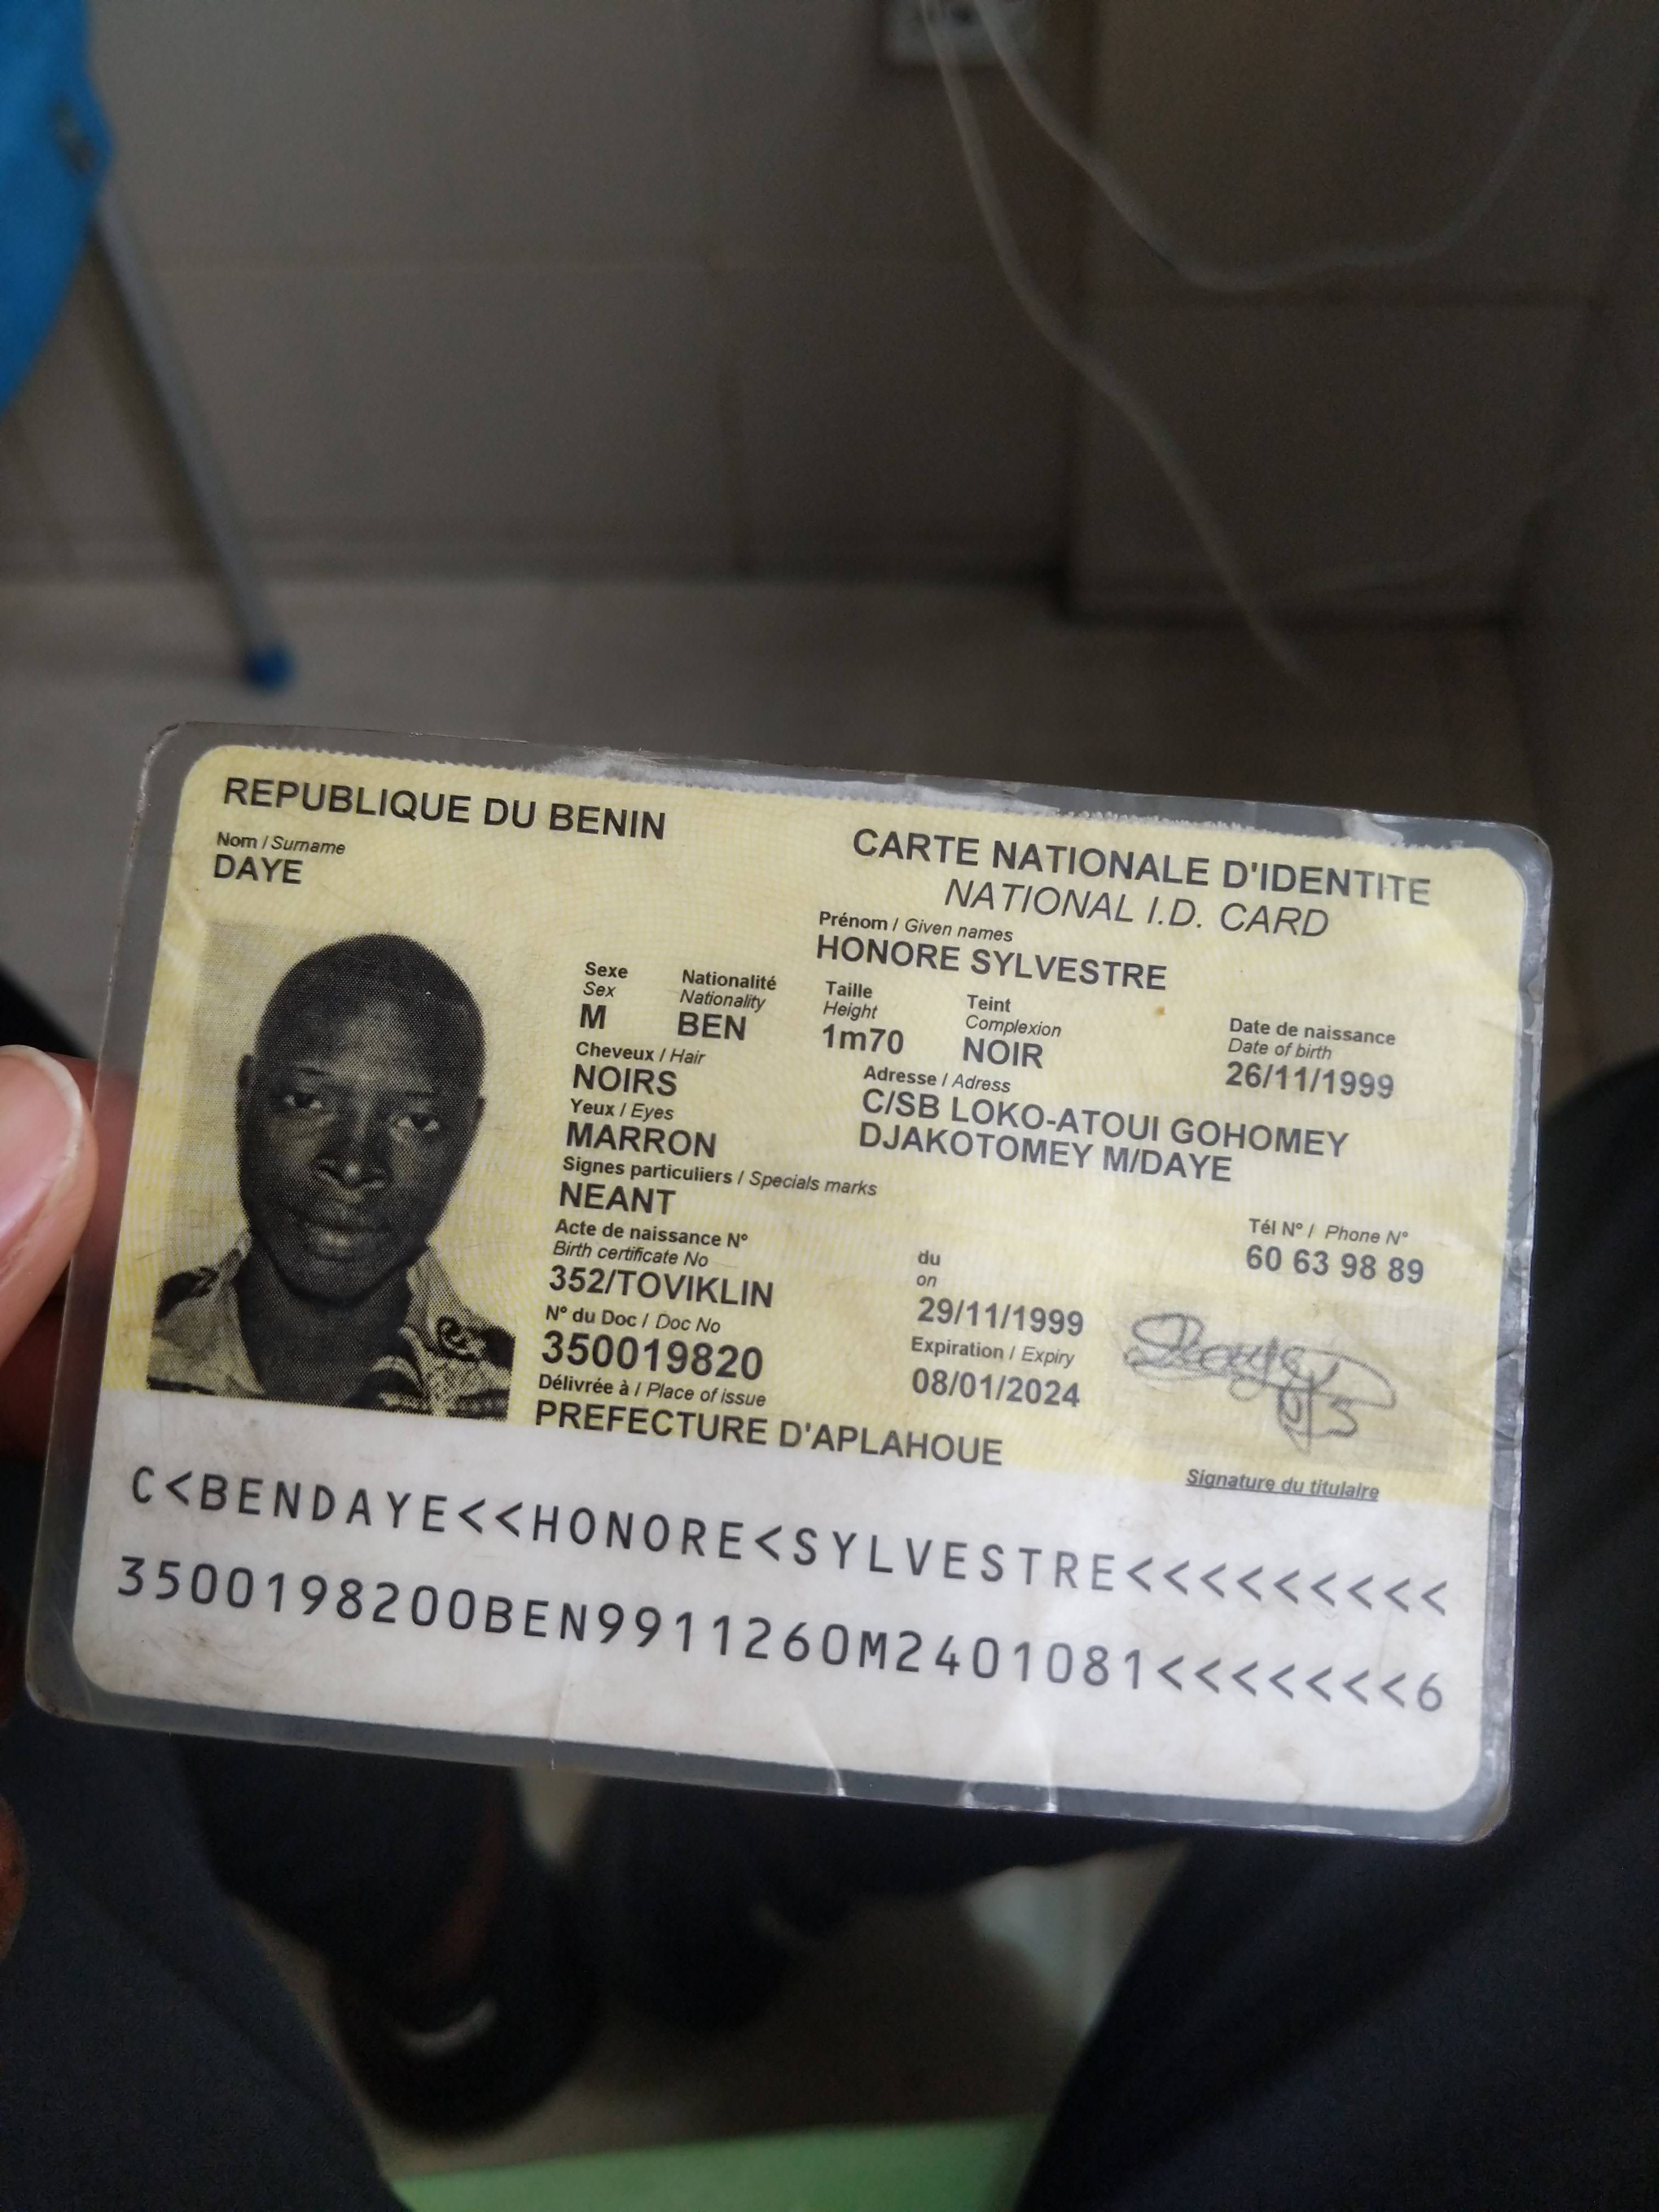 REPUBLIQUE DU BENIN
CARTE NATIONALE D'IDENTITE
NATIONAL I.D. CARD
Nom / Surname
DAYE
Prénom / Given names
HONORE SYLVESTRE
Sexe
Sex
M
Nationalité
Nationality
BEN
Taille
Height
1m70
Teint
Complexion
NOIR
Date de naissance
Date of birth
26/11/1999
Cheveux / Hair
NOIRS
Adresse / Adress
C/SB LOKO-ATOUI GOHOMEY
DJAKOTOMEY M/DAYE
Yeux / Eyes
MARRON
Signes particuliers / Specials marks
NEANT
Acte de naissance N°
Birth certificate No
352/TOVIKLIN
du
on
29/11/1999
Tél N° / Phone N°
60 63 98 89
N° du Doc / Doc No
350019820
Expiration / Expiry
08/01/2024
Délivrée à / Place of issue
PREFECTURE D'APLAHOUE
Signature du titulaire
C<BENDAYE<<HONORE<SYLVESTRE<<<<<<<<<
3500198200BEN9911260M2401081<<<<<<<6